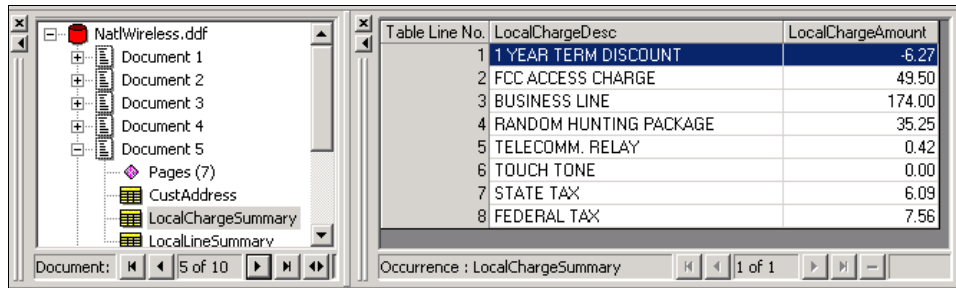 NatlWireless.ddf
Document 1
Document 2
Document 3
Document 4
Document 5
Pages (7)
CustAddress
LocalChargeSummary
LocalLineSummary
Document: 5 of 10
Table Line No. LocalChargeDesc LocalChargeAmount
1 1 YEAR TERM DISCOUNT -6.27
2 FCC ACCESS CHARGE 49.50
3 BUSINESS LINE 174.00
4 RANDOM HUNTING PACKAGE 35.25
5 TELECOMM. RELAY 0.42
6 TOUCH TONE 0.00
7 STATE TAX 6.09
8 FEDERAL TAX 7.56
Occurrence : LocalChargeSummary 1 of 1